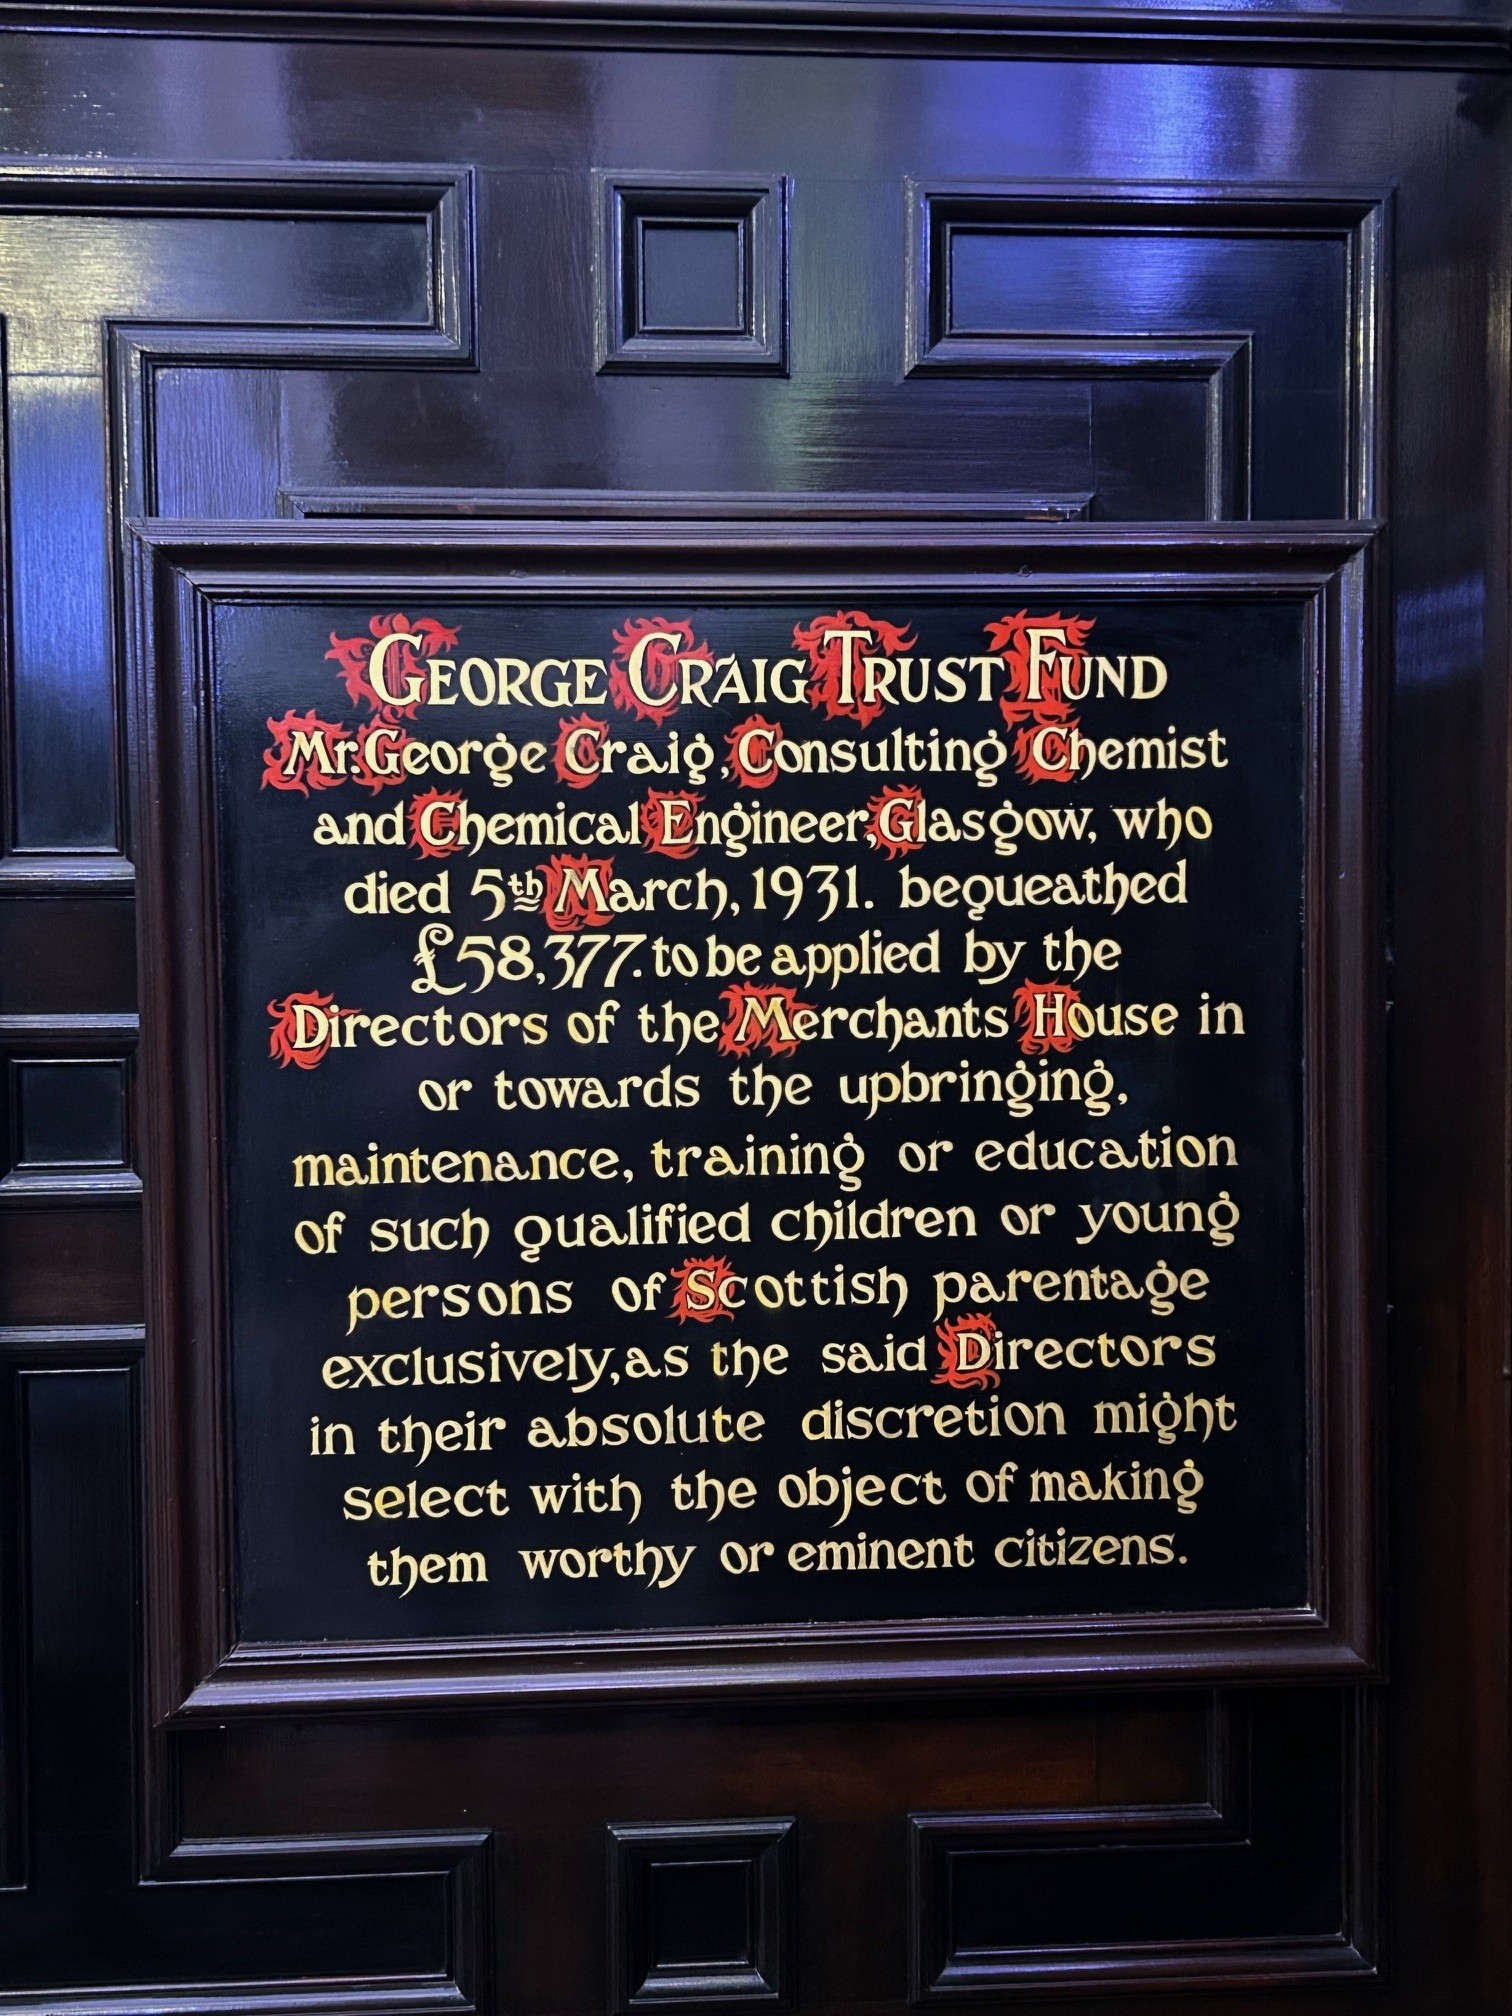 GEORGE CRAIG TRUST FUND
Mr. George Craig, Consulting Chemist
and Chemical Engineer, Glasgow, who
died 5th March, 1931. bequeathed
£58,377. to be applied by the
Directors of the Merchants House in
or towards the upbringing,
maintenance, training or education
of such qualified children or young
persons of Scottish parentage
exclusively, as the said Directors
in their absolute discretion might
select with the object of making
them worthy or eminent citizens.